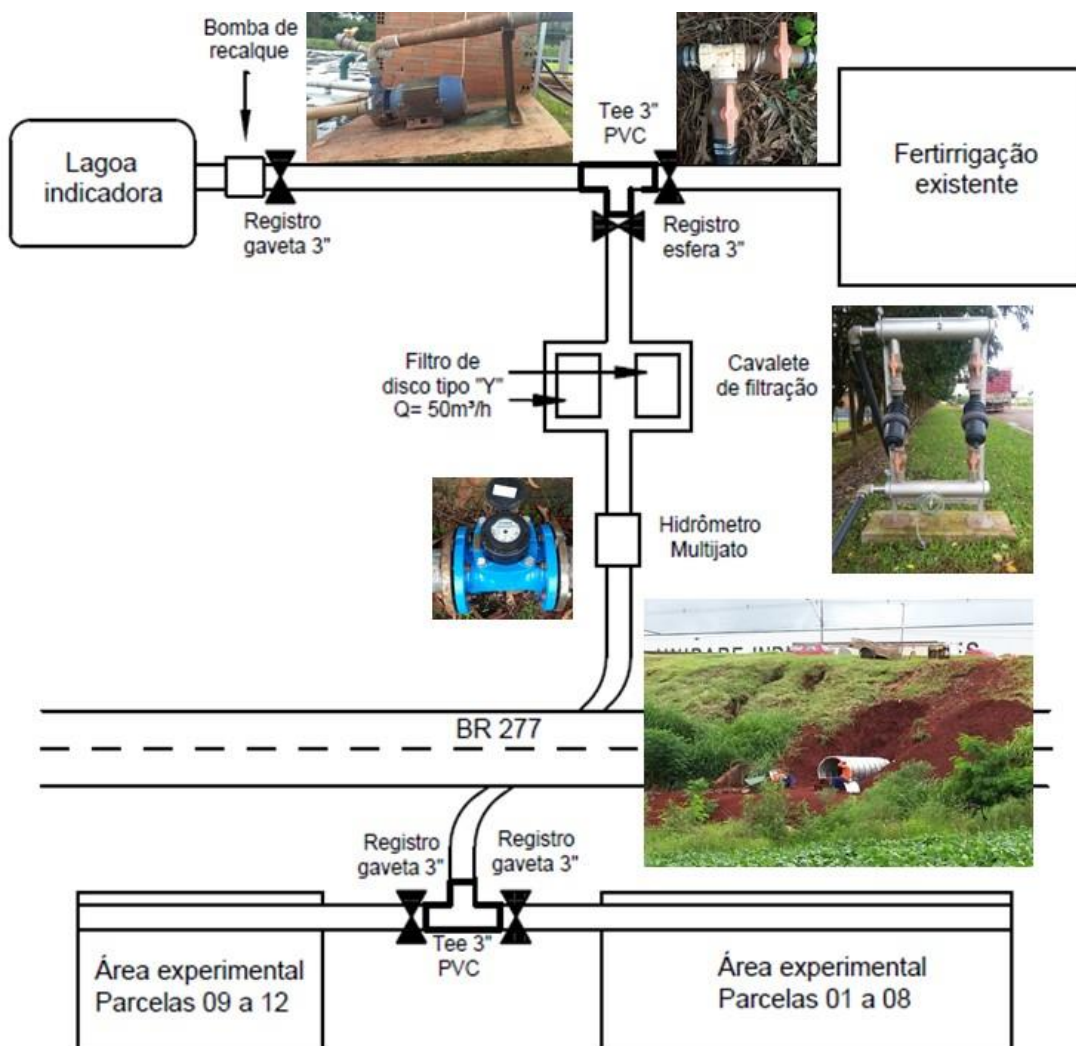 Bomba de
recalque
Tee 3"
PVC
Lagoa
indicadora
Fertirrigação
existente
Registro
gaveta 3"
Registro
esfera 3"
Filtro de
disco tipo "Y"
Q= 50m³/h
Cavalete
de filtração
Hidrômetro
Multijato
BR 277
Registro
gaveta 3"
Registro
gaveta 3"
Tee 3"
PVC
Área experimental
Parcelas 09 a 12
Área experimental
Parcelas 01 a 08